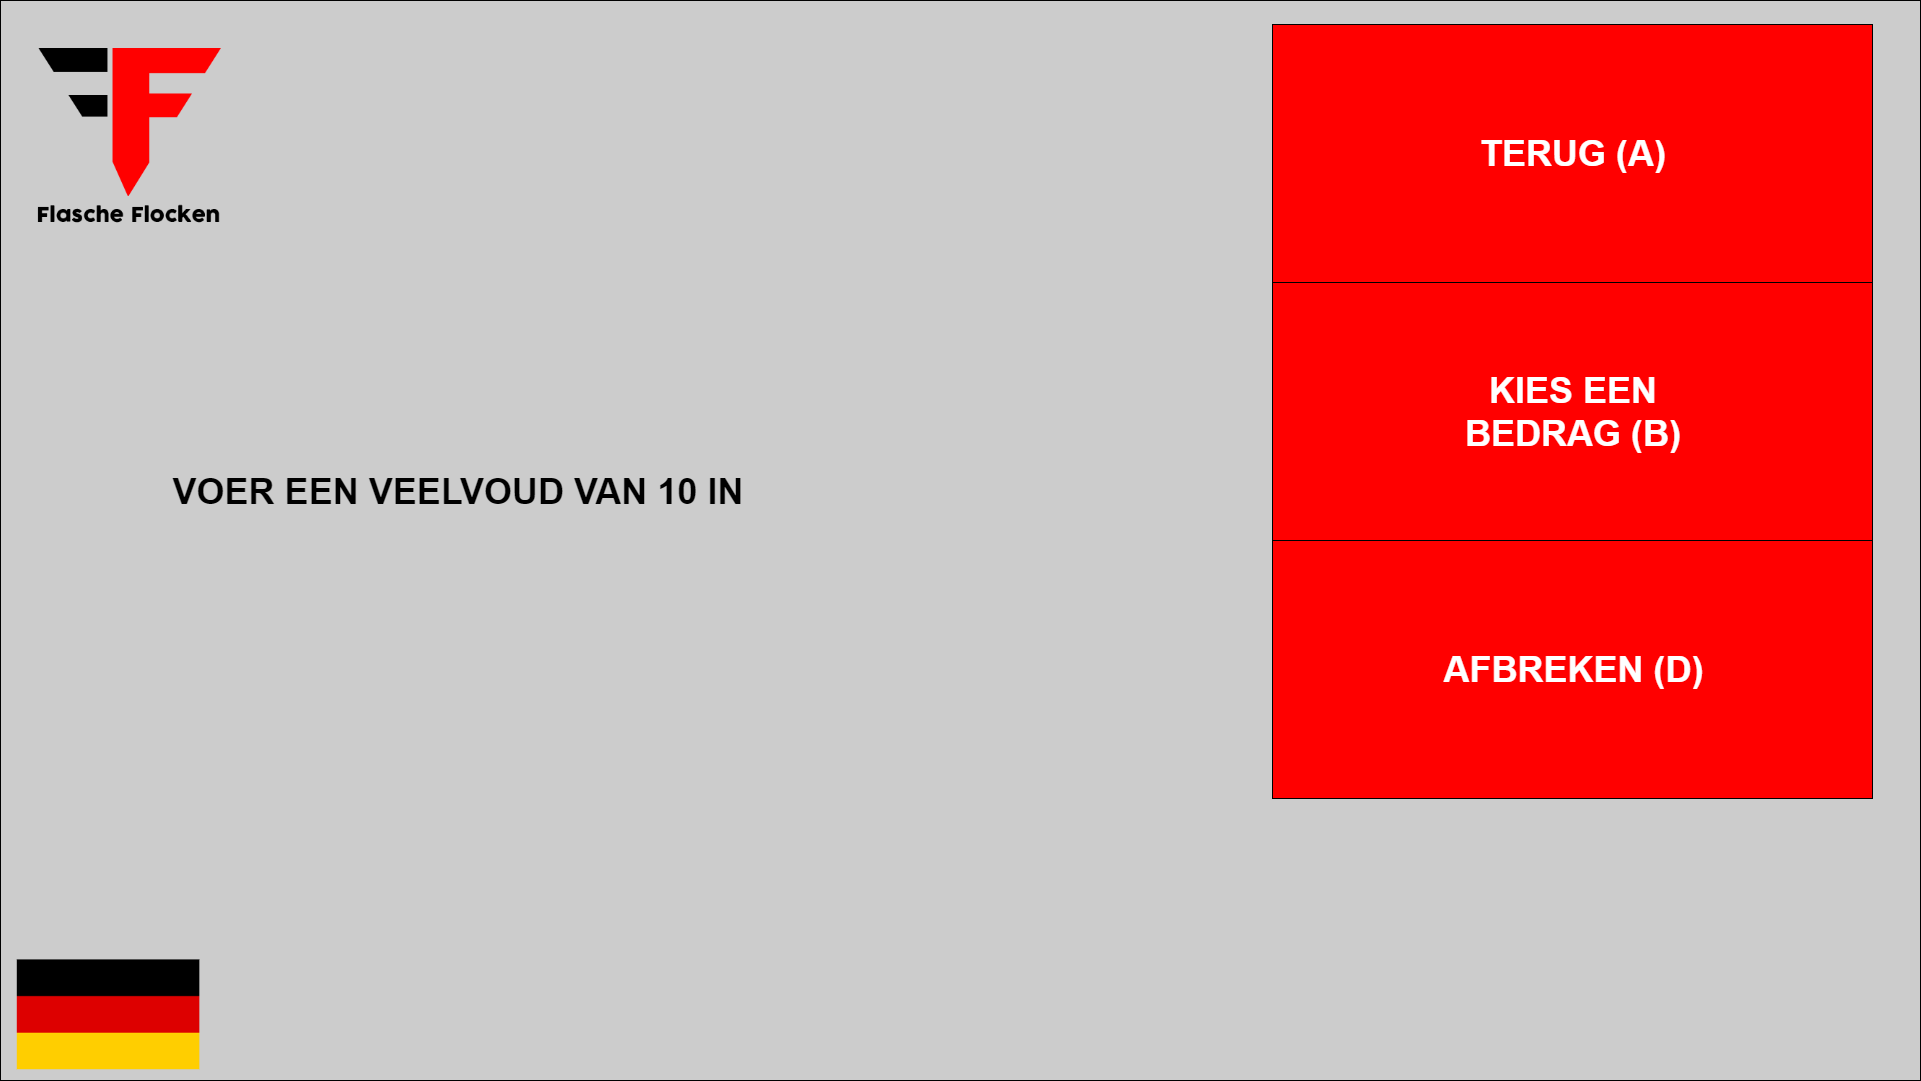 Flasche Flocken
VOER EEN VEELVOUD VAN 10 IN
TERUG (A)
KIES EEN
BEDRAG (B)
AFBREKEN (D)